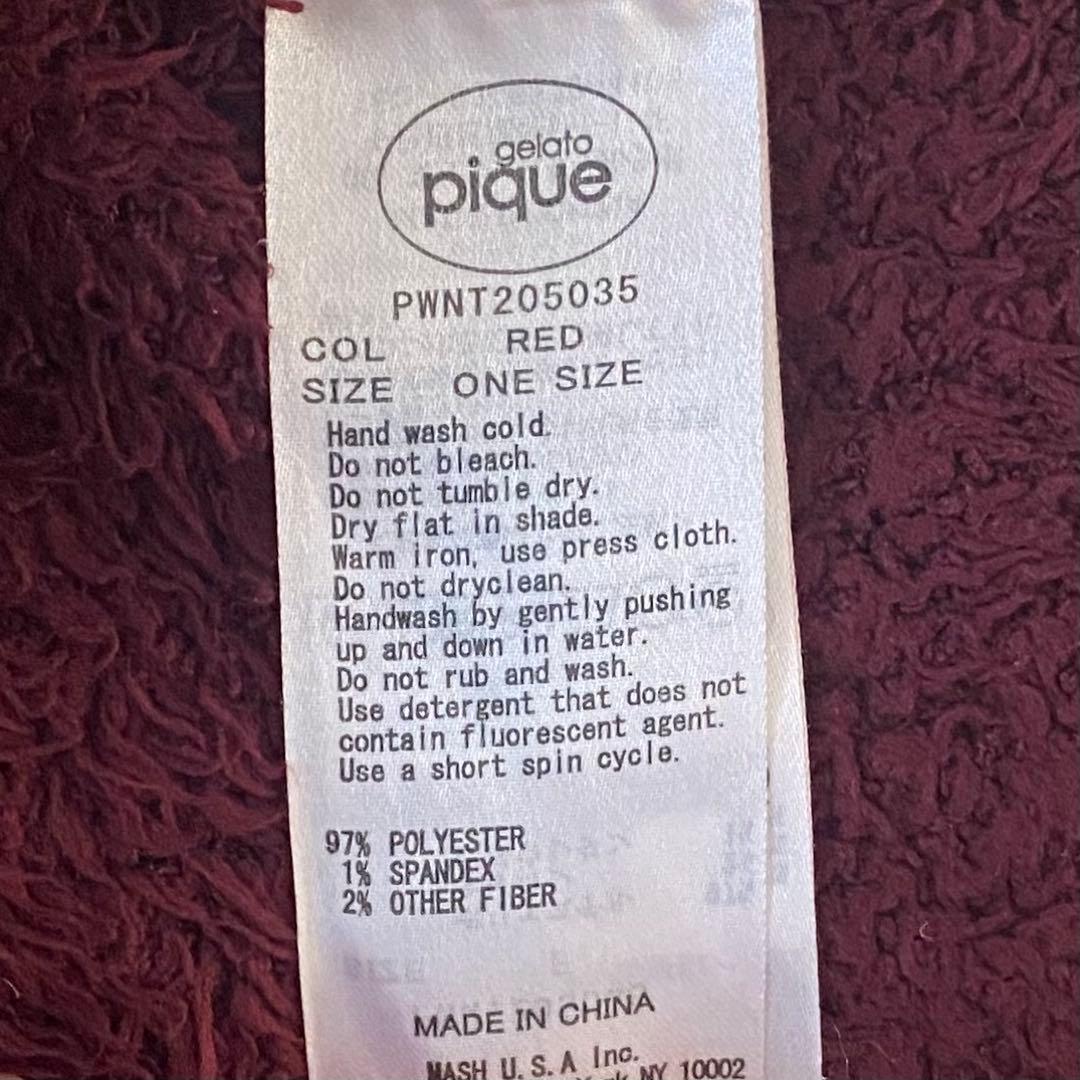 gelato
pique
PWNT205035
COL RED
SIZE ONE SIZE
Hand wash cold.
Do not bleach.
Do not tumble dry.
Dry flat in shade.
Warm iron, use press cloth.
Do not dryclean.
Handwash by gently pushing
up and down in water.
Do not rub and wash.
Use detergent that does not
contain fluorescent agent.
Use a short spin cycle.
97% POLYESTER
1% SPANDEX
2% OTHER FIBER
MADE IN CHINA
MASH U.S.A Inc.
NY 10002